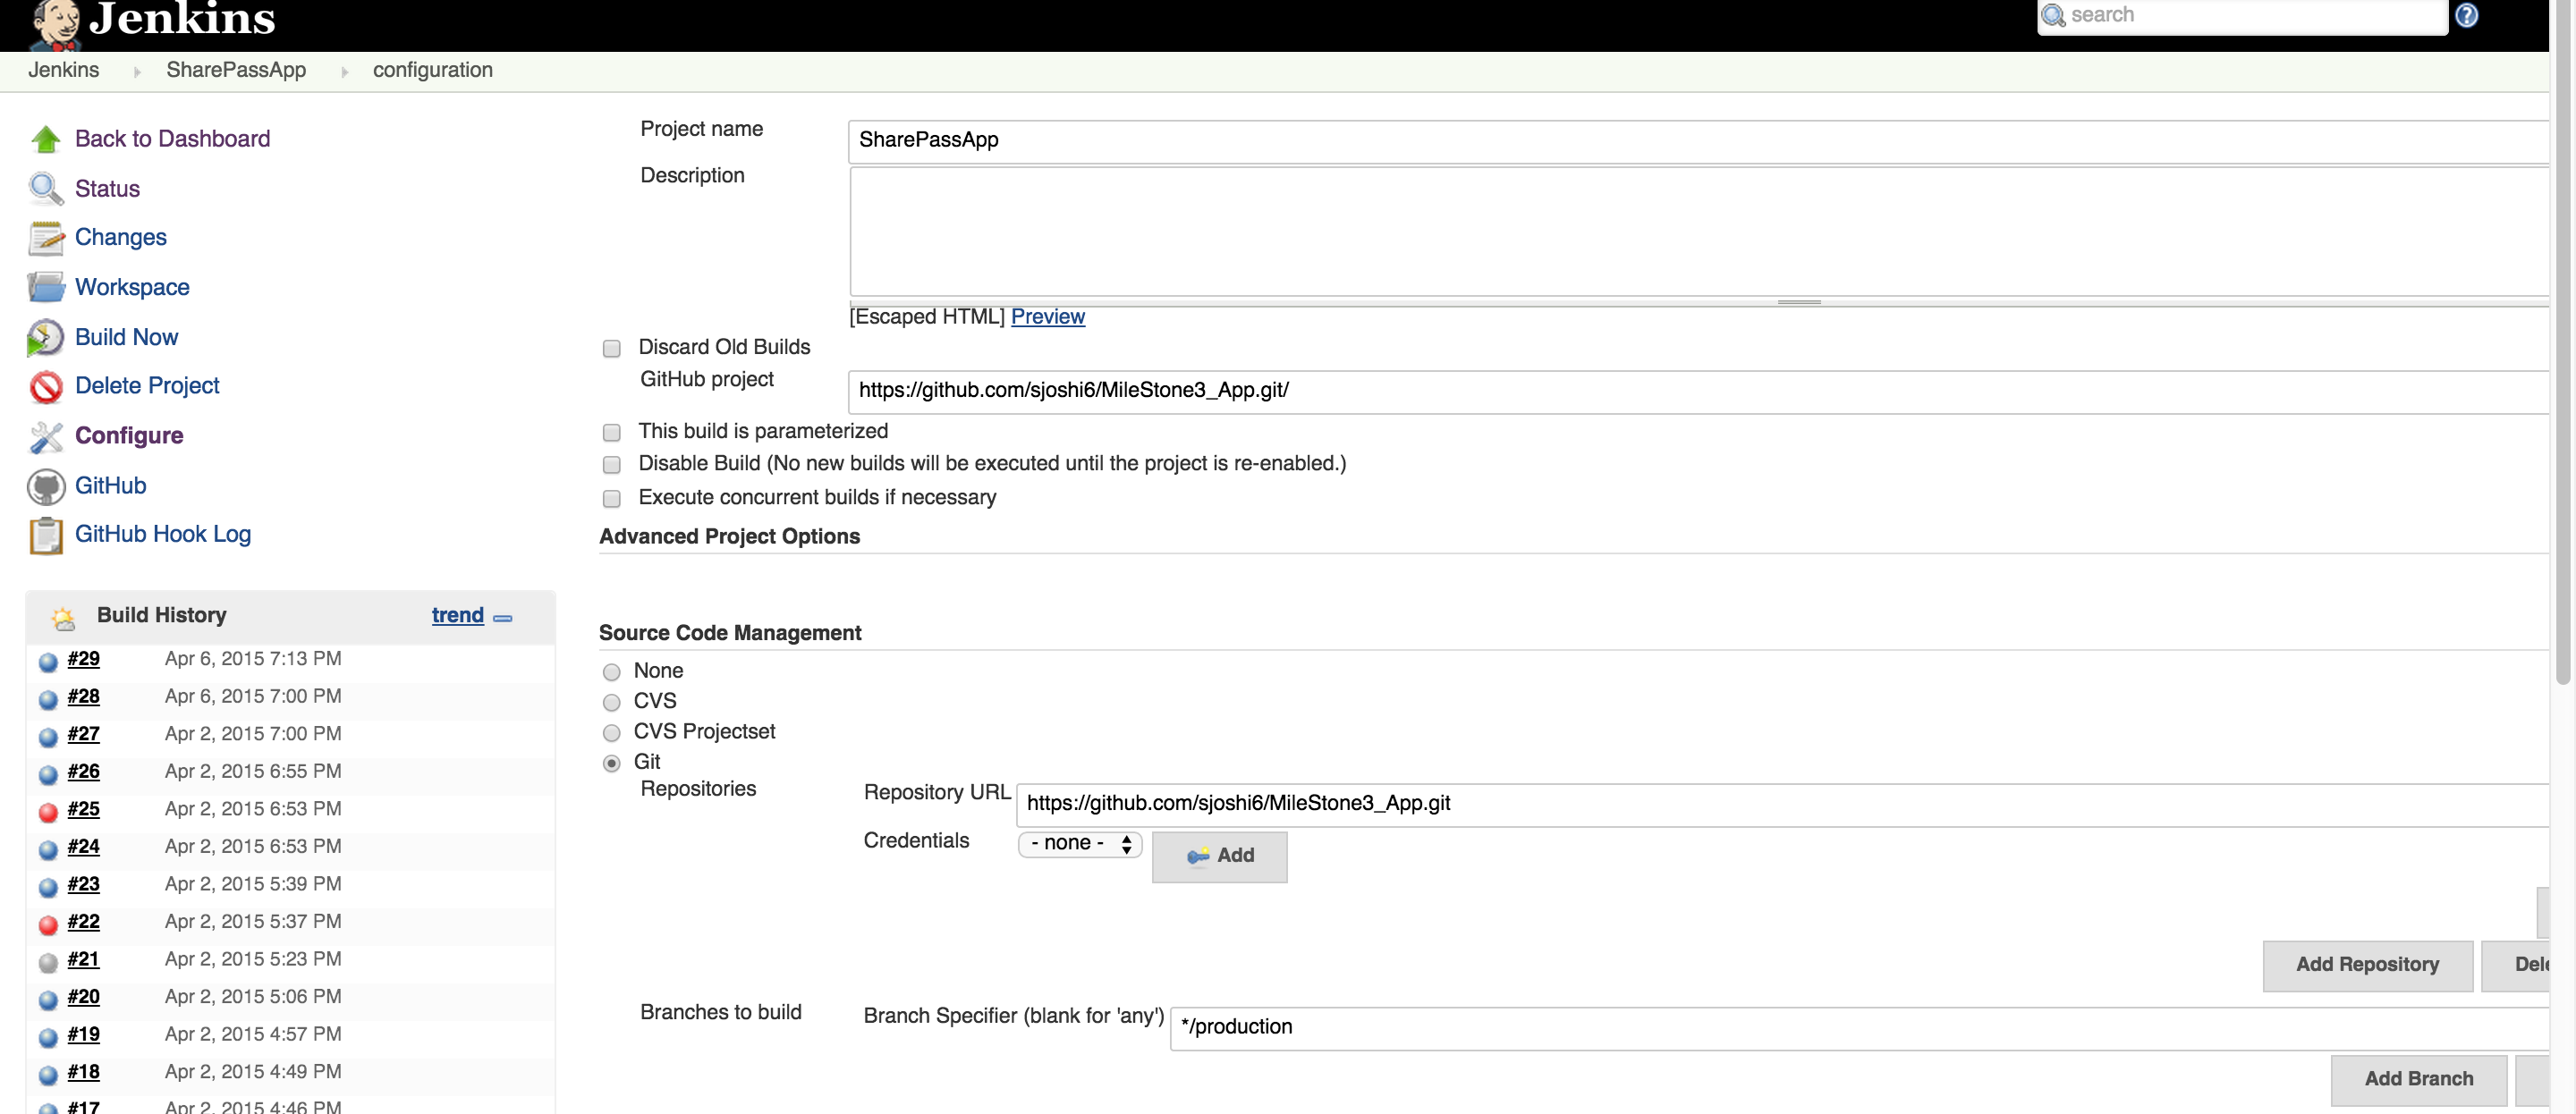 Jenkins
search
Jenkins SharePassApp configuration
Back to Dashboard
Status
Changes
Workspace
Build Now
Delete Project
Configure
GitHub
GitHub Hook Log
Build History trend
#29 Apr 6, 2015 7:13 PM
#28 Apr 6, 2015 7:00 PM
#27 Apr 2, 2015 7:00 PM
#26 Apr 2, 2015 6:55 PM
#25 Apr 2, 2015 6:53 PM
#24 Apr 2, 2015 6:53 PM
#23 Apr 2, 2015 5:39 PM
#22 Apr 2, 2015 5:37 PM
#21 Apr 2, 2015 5:23 PM
#20 Apr 2, 2015 5:06 PM
#19 Apr 2, 2015 4:57 PM
#18 Apr 2, 2015 4:49 PM
#17 Apr 2, 2015 4:46 PM
Project name SharePassApp
Description
[Escaped HTML] Preview
Discard Old Builds
GitHub project https://github.com/sjoshi6/MileStone3_App.git/
This build is parameterized
Disable Build (No new builds will be executed until the project is re-enabled.)
Execute concurrent builds if necessary
Advanced Project Options
Source Code Management
None
CVS
CVS Projectset
Git
Repositories Repository URL https://github.com/sjoshi6/MileStone3_App.git
Credentials - none - Add
Add Repository
Branches to build Branch Specifier (blank for 'any') */production
Add Branch